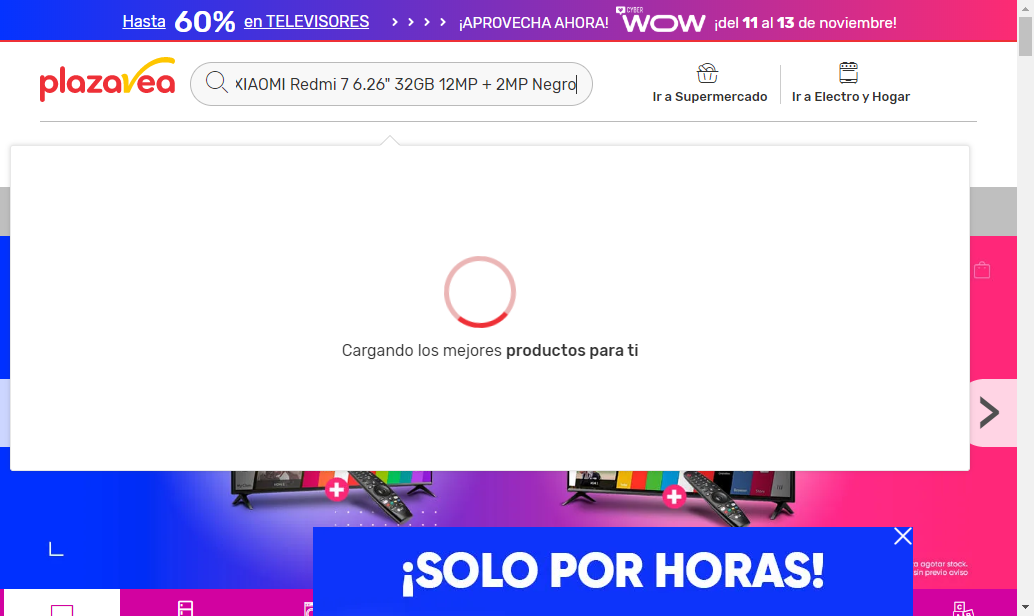 Hasta 60% en TELEVISORES > > > > ¡APROVECHA AHORA! CYBER WOW ¡del 11 al 13 de noviembre!
plazavea
XIAOMI Redmi 7 6.26" 32GB 12MP + 2MP Negro
Ir a Supermercado
Ir a Electro y Hogar
Cargando los mejores productos para ti
a agotar stock.
sin previo aviso
¡SOLO POR HORAS!